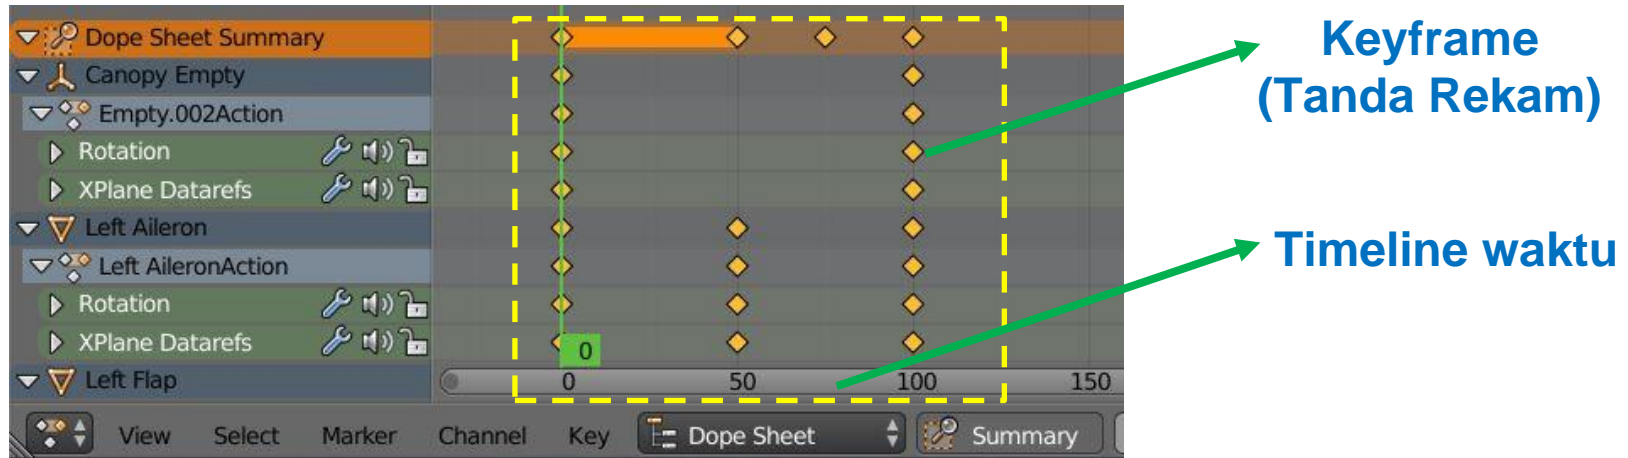 Dope Sheet Summary
Canopy Empty
Empty.002Action
Rotation
XPlane Datarefs
Left Aileron
Left AileronAction
Rotation
XPlane Datarefs
0
Left Flap
0 50 100 150
View Select Marker Channel Key Dope Sheet Summary
Keyframe
(Tanda Rekam)
Timeline waktu